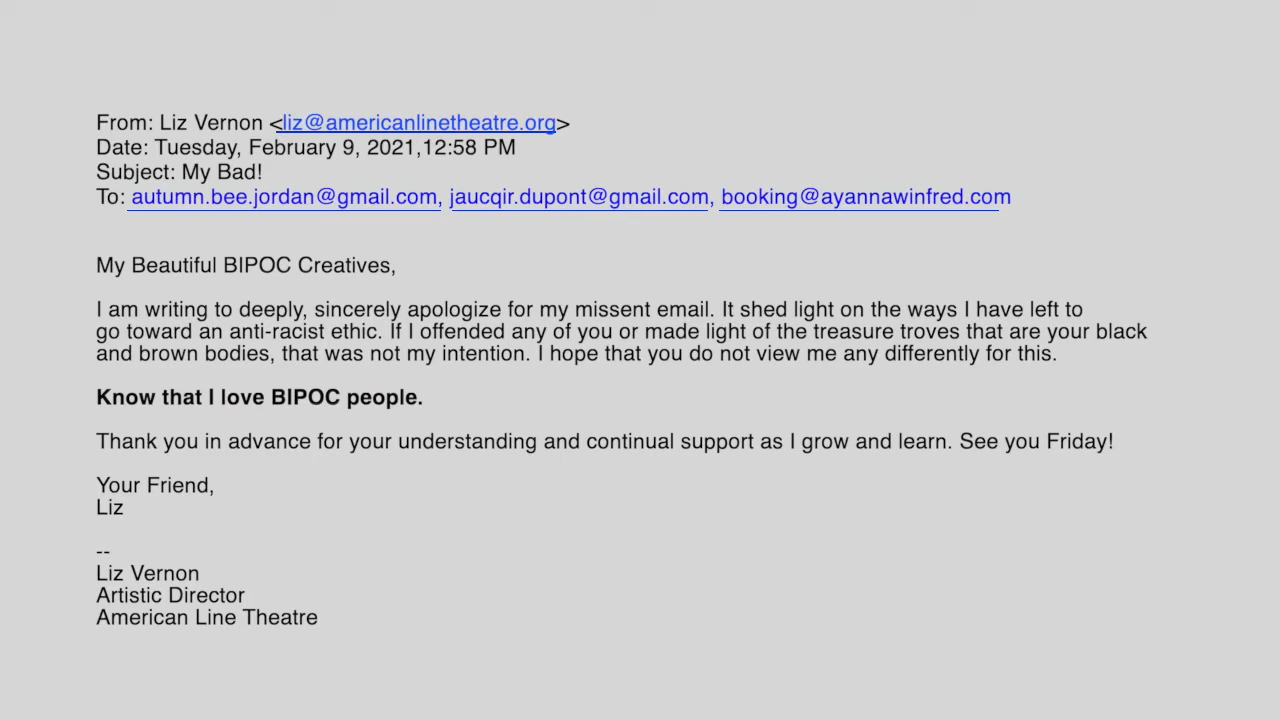 From: Liz Vernon <liz@americanlinetheatre.org>
Date: Tuesday, February 9, 2021,12:58 PM
Subject: My Bad!
To: autumn.bee.jordan@gmail.com, jaucqir.dupont@gmail.com, booking@ayannawinfred.com
My Beautiful BIPOC Creatives,
I am writing to deeply, sincerely apologize for my missent email. It shed light on the ways I have left to
go toward an anti-racist ethic. If I offended any of you or made light of the treasure troves that are your black
and brown bodies, that was not my intention. I hope that you do not view me any differently for this.
Know that I love BIPOC people.
Thank you in advance for your understanding and continual support as I grow and learn. See you Friday!
Your Friend,
Liz
--
Liz Vernon
Artistic Director
American Line Theatre